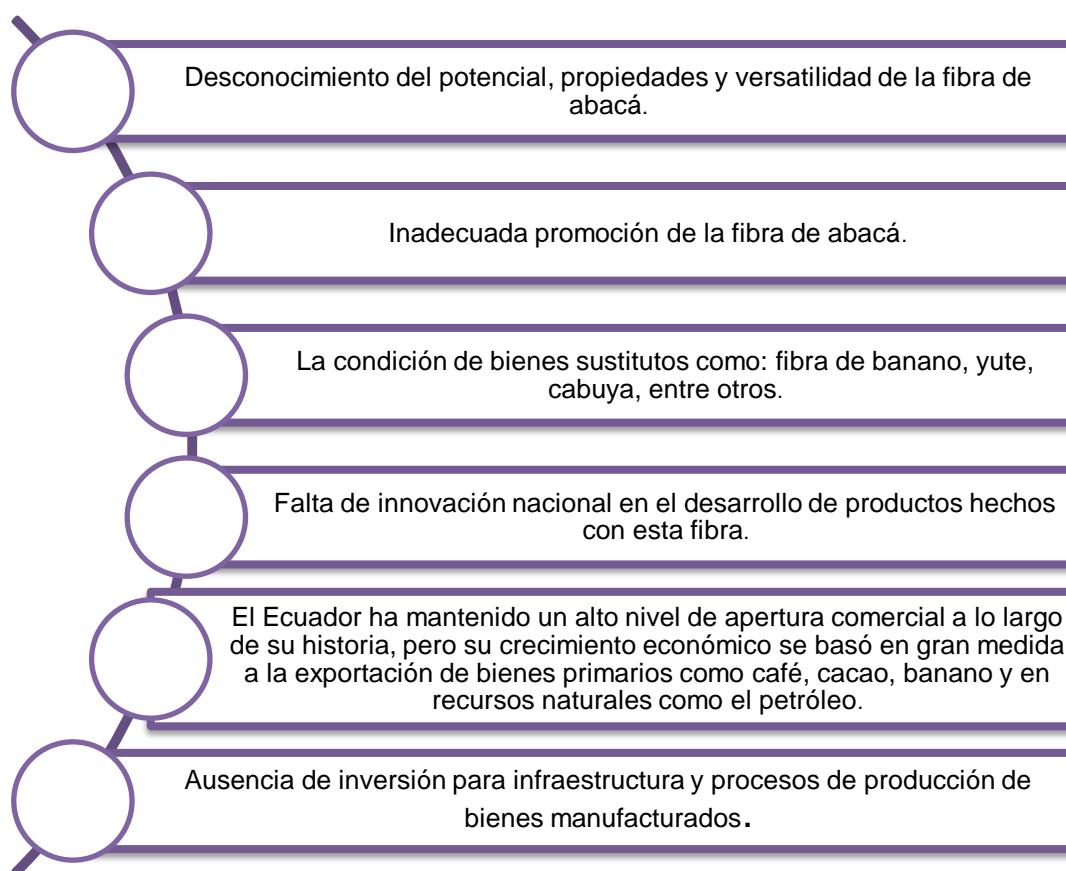 Desconocimiento del potencial, propiedades y versatilidad de la fibra de
abacá.
Inadecuada promoción de la fibra de abacá.
La condición de bienes sustitutos como: fibra de banano, yute,
cabuya, entre otros.
Falta de innovación nacional en el desarrollo de productos hechos
con esta fibra.
El Ecuador ha mantenido un alto nivel de apertura comercial a lo largo
de su historia, pero su crecimiento económico se basó en gran medida
a la exportación de bienes primarios como café, cacao, banano y en
recursos naturales como el petróleo.
Ausencia de inversión para infraestructura y procesos de producción de
bienes manufacturados.